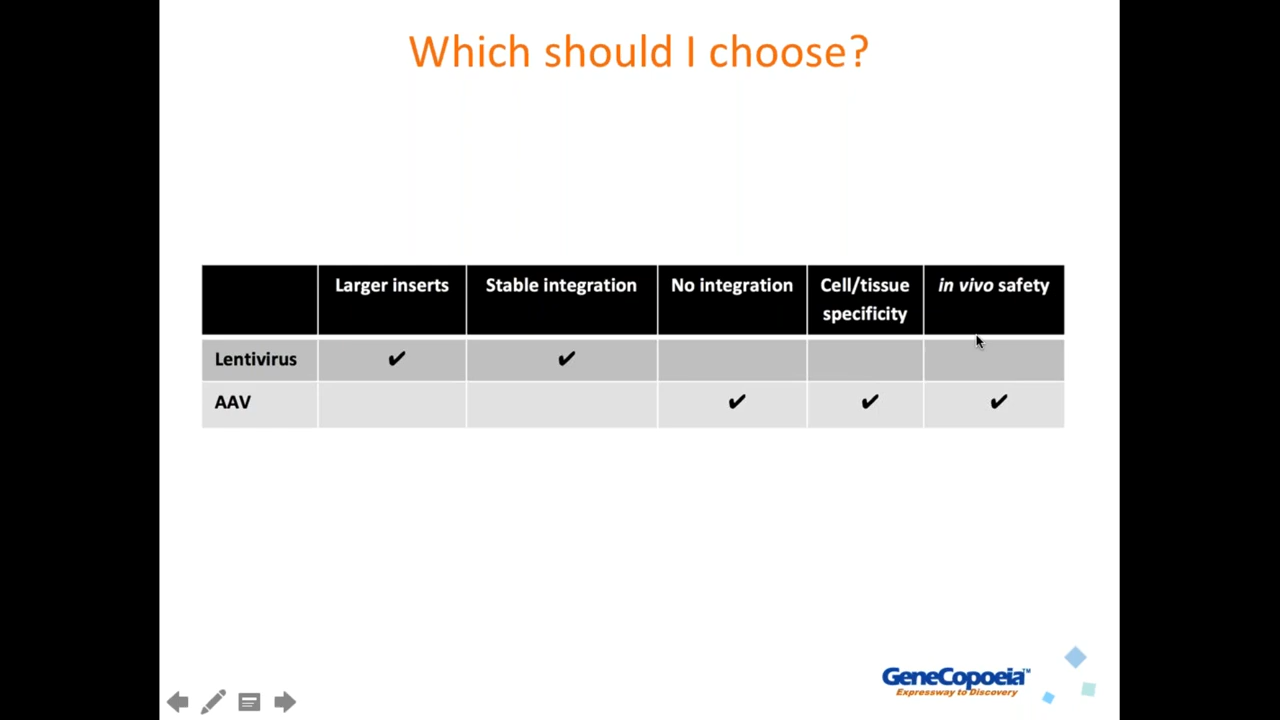 Which should I choose?
Larger inserts Stable integration No integration Cell/tissue specificity in vivo safety
Lentivirus ✔ ✔
AAV ✔ ✔ ✔
GeneCopoeia
Expressway to Discovery